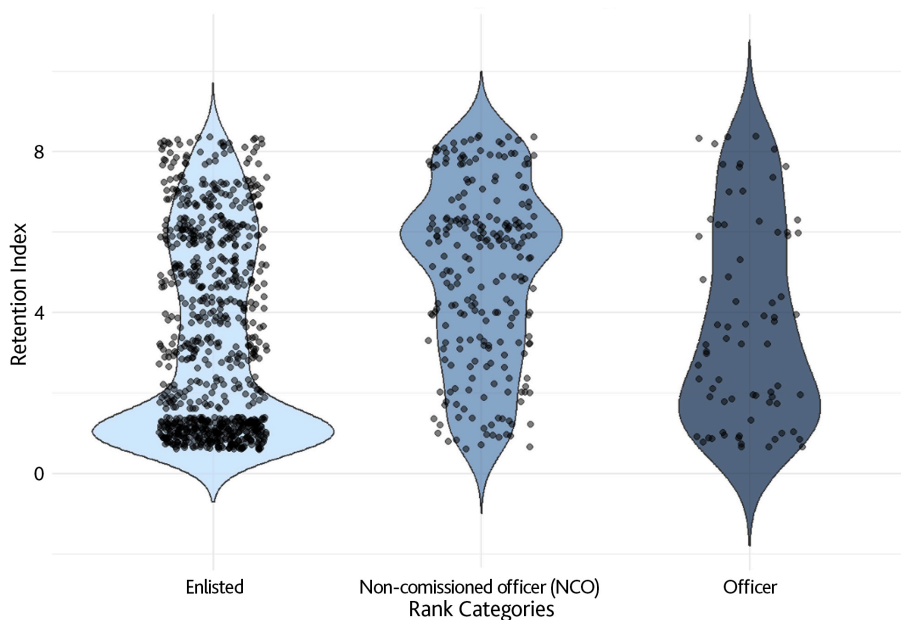 8
4
0
Retention Index
Enlisted
Non-comissioned officer (NCO)
Officer
Rank Categories